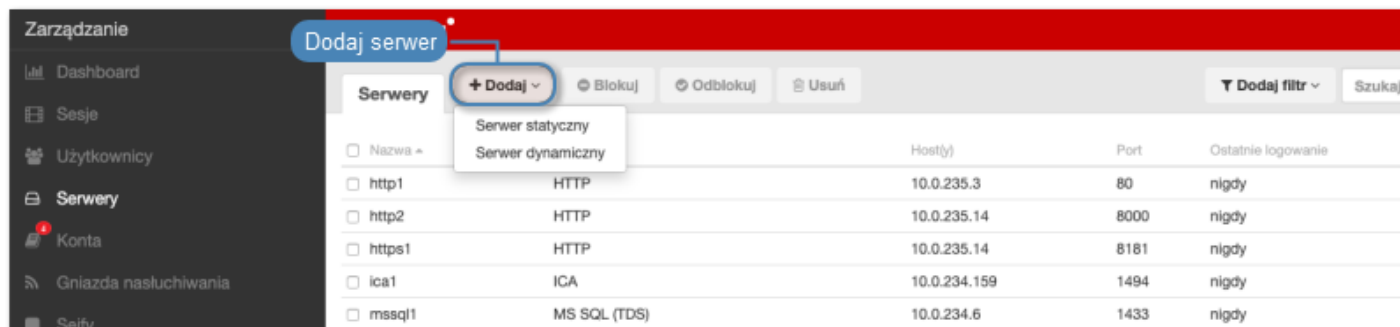 Zarządzanie
Dodaj serwer
Dashboard
Serwery
+ Dodaj
Blokuj
Odblokuj
Usuń
Dodaj filtr
Szukaj
Sesje
Serwer statyczny
Serwer dynamiczny
Użytkownicy
Nazwa
Host(y)
Port
Ostatnie logowanie
http1 HTTP 10.0.235.3 80 nigdy
Serwery
http2 HTTP 10.0.235.14 8000 nigdy
4
Konta
https1 HTTP 10.0.235.14 8181 nigdy
Gniazda nasłuchiwania
ica1 ICA 10.0.234.159 1494 nigdy
Sejfy
mssql1 MS SQL (TDS) 10.0.234.6 1433 nigdy